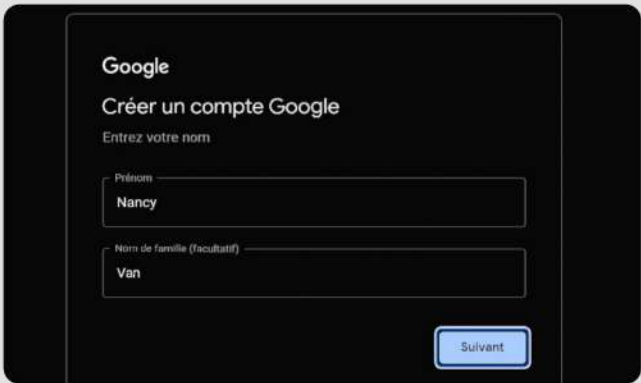 Google
Créer un compte Google
Entrez votre nom
Prénom
Nancy
Nom de famille (facultatif)
Van
Suivant